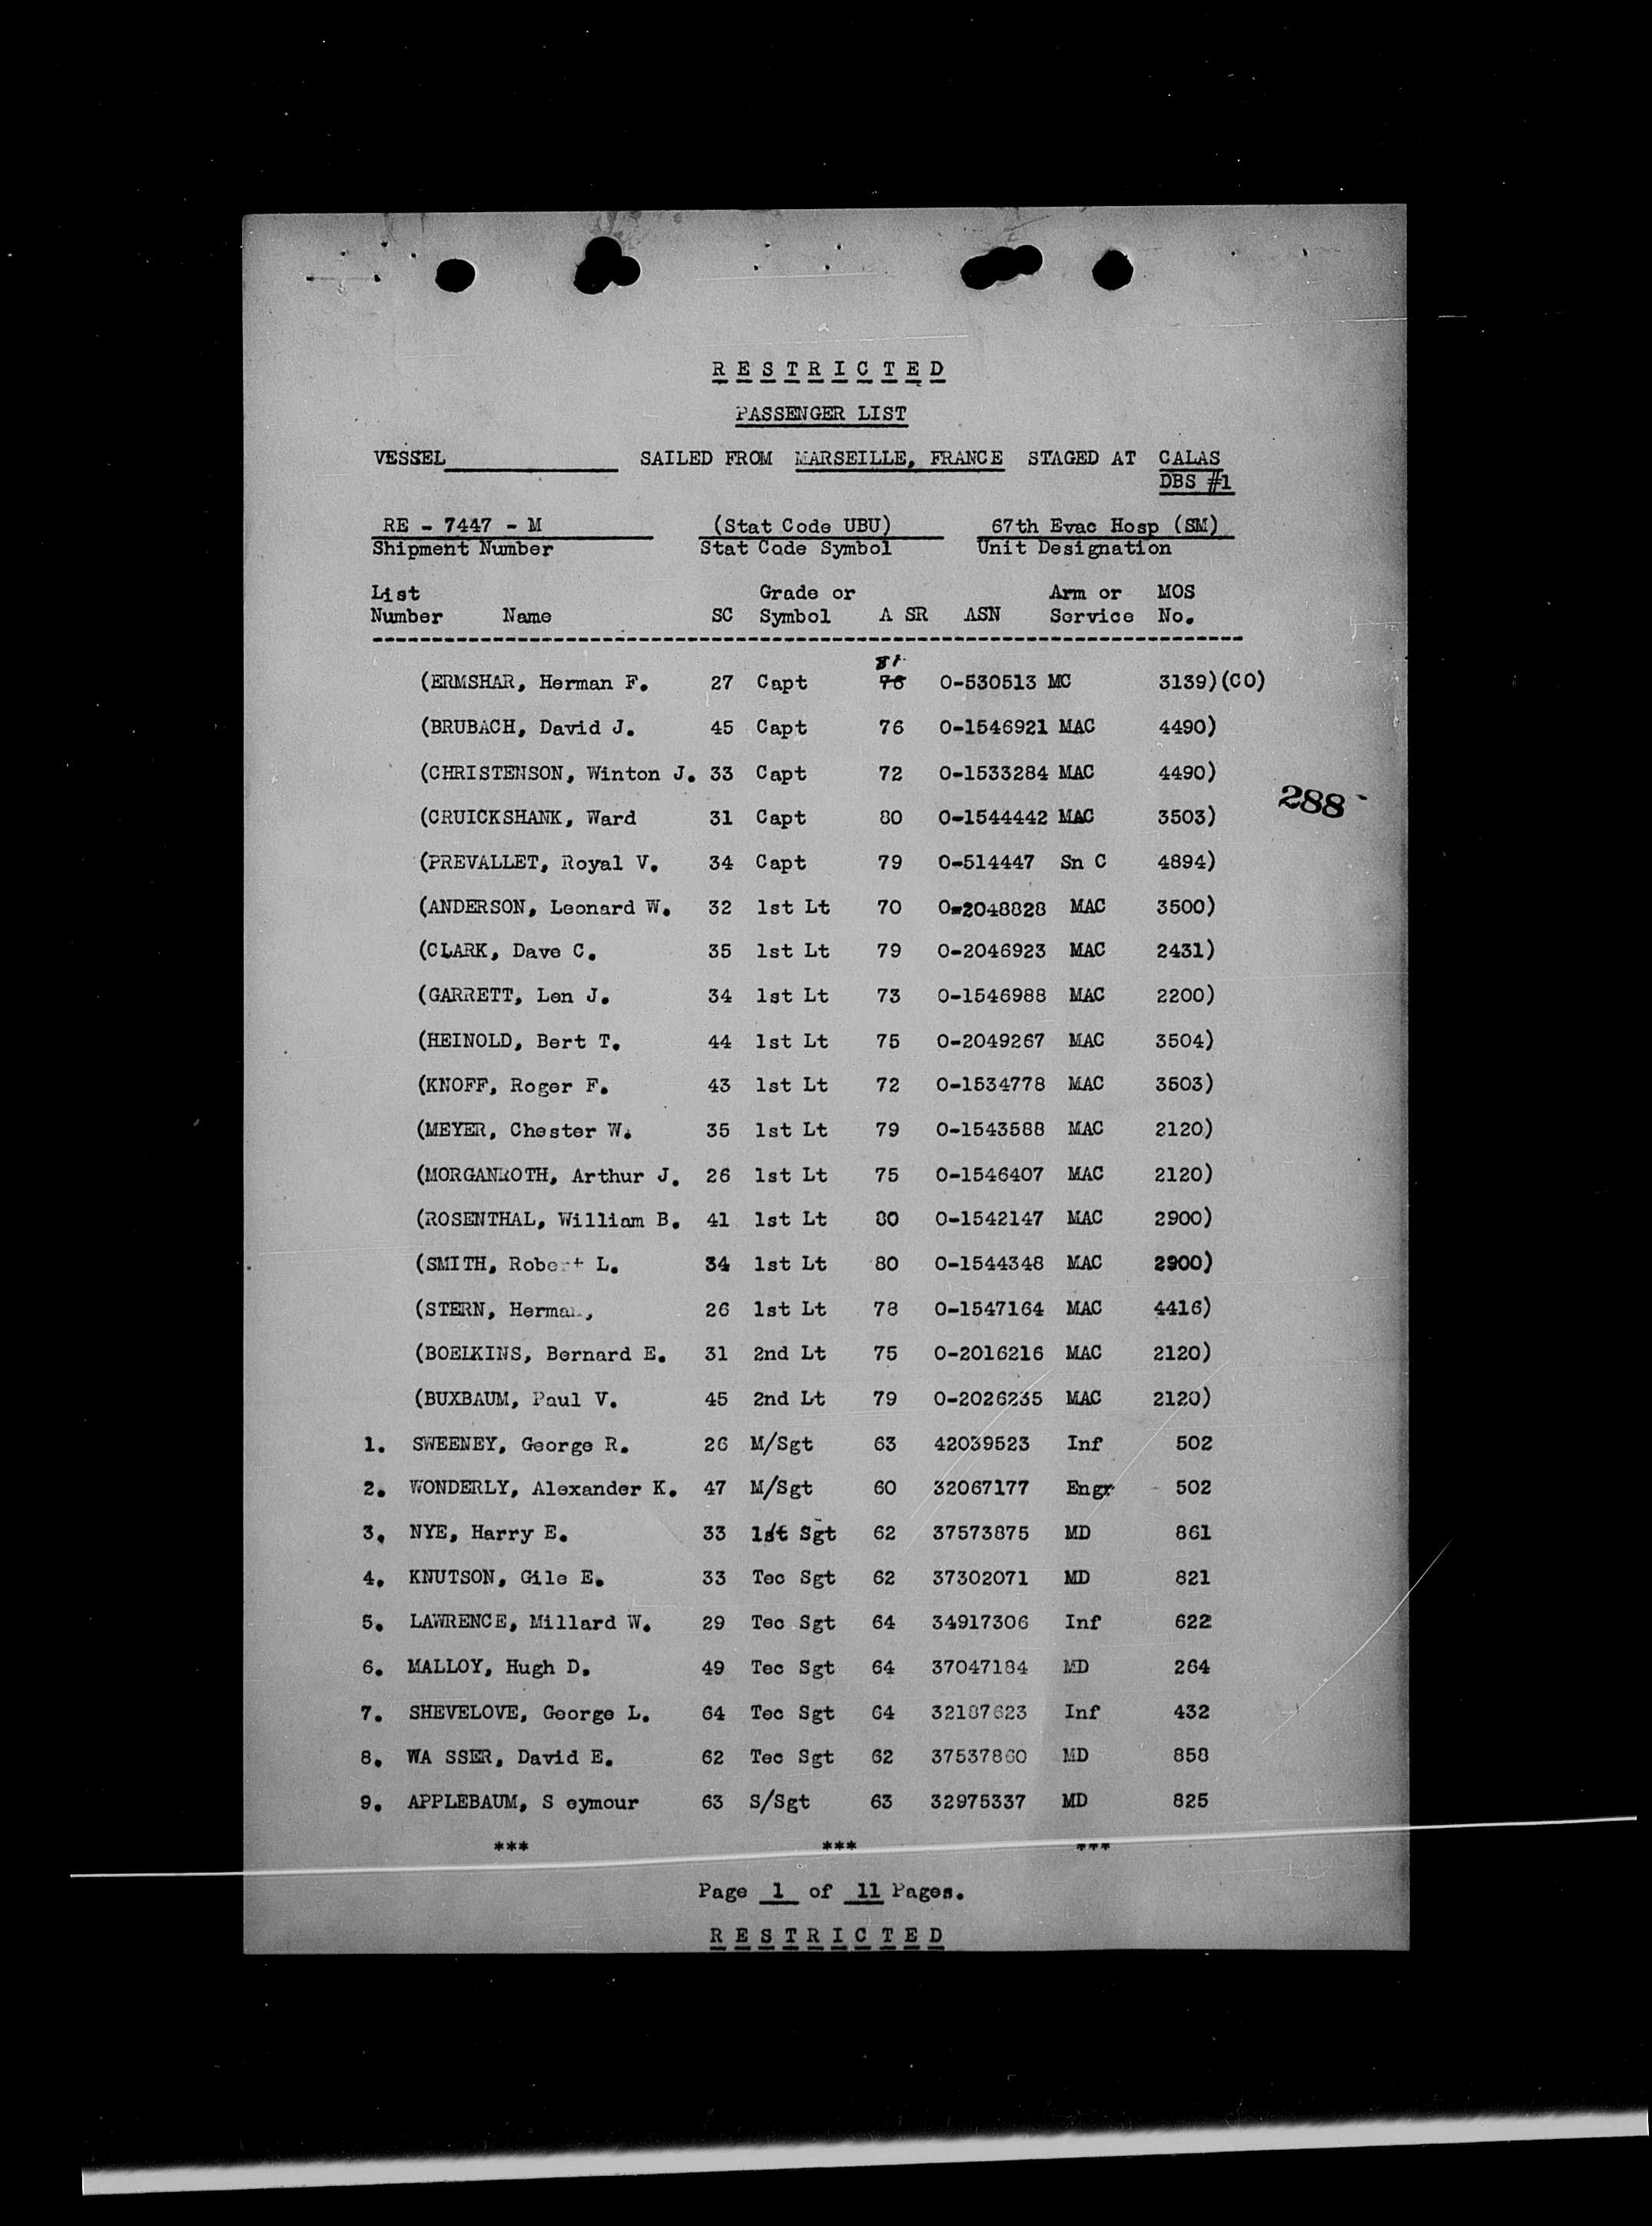 R E S T R I C T E D
PASSENGER LIST
VESSEL SAILED FROM MARSEILLE, FRANCE STAGED AT CALAS
DBS #1
RE - 7447 - M (Stat Code UBU) 67th Evac Hosp (SM)
Shipment Number Stat Code Symbol Unit Designation
List Grade or Arm or MOS
Number Name SC Symbol A SR ASN Service No.
81
(ERMSHAR, Herman F. 27 Capt 76 0-530513 MC 3139)(CO)
(BRUBACH, David J. 45 Capt 76 0-1546921 MAC 4490)
(CHRISTENSON, Winton J. 33 Capt 72 0-1533284 MAC 4490)
288
(CRUICKSHANK, Ward 31 Capt 80 0-1544442 MAC 3503)
(PREVALLET, Royal V. 34 Capt 79 0-514447 Sn C 4894)
(ANDERSON, Leonard W. 32 1st Lt 70 0-2048828 MAC 3500)
(CLARK, Dave C. 35 1st Lt 79 0-2046923 MAC 2431)
(GARRETT, Len J. 34 1st Lt 73 0-1546988 MAC 2200)
(HEINOLD, Bert T. 44 1st Lt 75 0-2049267 MAC 3504)
(KNOFF, Roger F. 43 1st Lt 72 0-1534778 MAC 3503)
(MEYER, Chester W. 35 1st Lt 79 0-1543588 MAC 2120)
(MORGANROTH, Arthur J. 26 1st Lt 75 0-1546407 MAC 2120)
(ROSENTHAL, William B. 41 1st Lt 80 0-1542147 MAC 2900)
(SMITH, Robert L. 34 1st Lt 80 0-1544348 MAC 2900)
(STERN, Herman, 26 1st Lt 78 0-1547164 MAC 4416)
(BOELKINS, Bernard E. 31 2nd Lt 75 0-2016216 MAC 2120)
(BUXBAUM, Paul V. 45 2nd Lt 79 0-2026235 MAC 2120)
1. SWEENEY, George R. 26 M/Sgt 63 42039523 Inf 502
2. WONDERLY, Alexander K. 47 M/Sgt 60 32067177 Engr 502
3. NYE, Harry E. 33 1st Sgt 62 37573875 MD 861
4. KNUTSON, Gile E. 33 Tec Sgt 62 37302071 MD 821
5. LAWRENCE, Millard W. 29 Tec Sgt 64 34917306 Inf 622
6. MALLOY, Hugh D. 49 Tec Sgt 64 37047184 MD 264
7. SHEVELOVE, George L. 64 Tec Sgt 64 32187623 Inf 432
8. WA SSER, David E. 62 Tec Sgt 62 37537860 MD 858
9. APPLEBAUM, S eymour 63 S/Sgt 63 32975337 MD 825
*** *** ***
Page 1 of 11 Pages.
R E S T R I C T E D